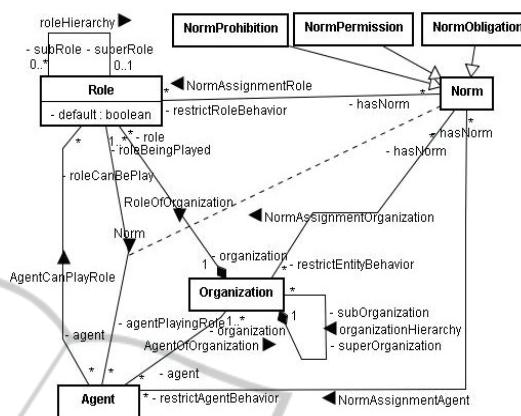 roleHierarchy
- subRole - superRole
0..* 0..1
NormProhibition
NormPermission
NormObligation
Role
- default : boolean
*
NormAssignmentRole
- restrictRoleBehavior
- hasNorm
*
Norm
* - hasNorm
- hasNorm
*
1..*
* - role
- roleBeingPlayed
- roleCanBePlay
RoleOfOrganization
Norm
NormAssignmentOrganization
AgentCanPlayRole
- organization
1
* - restrictEntityBehavior
Organization
*
1
- subOrganization
organizationHierarchy
- superOrganization
- agentPlayingRole
1..*
- organization
AgentOfOrganization
- agent
- agent
* *
*
Agent
* - restrictAgentBehavior
NormAssignmentAgent